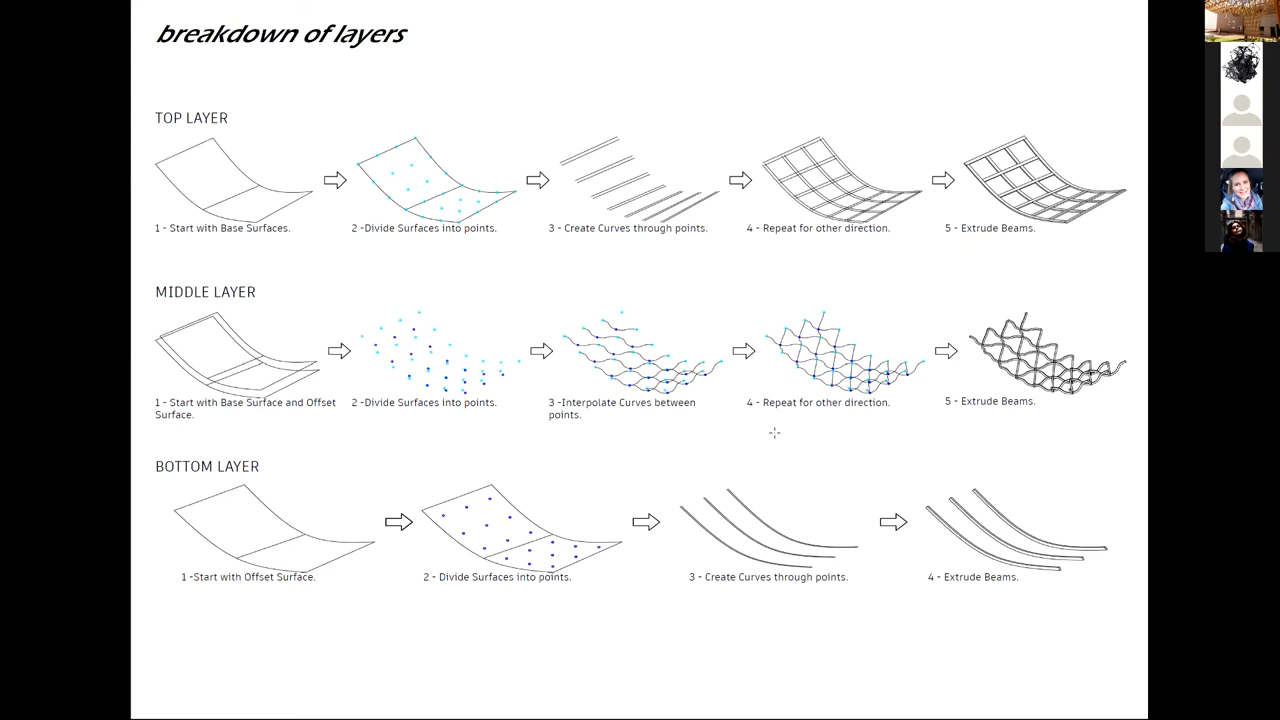 breakdown of layers
TOP LAYER
1 - Start with Base Surfaces.
2 -Divide Surfaces into points.
3 - Create Curves through points.
4 - Repeat for other direction.
5 - Extrude Beams.
MIDDLE LAYER
1 - Start with Base Surface and Offset
Surface.
2 -Divide Surfaces into points.
3 -Interpolate Curves between
points.
4 - Repeat for other direction.
5 - Extrude Beams.
BOTTOM LAYER
1 -Start with Offset Surface.
2 - Divide Surfaces into points.
3 - Create Curves through points.
4 - Extrude Beams.